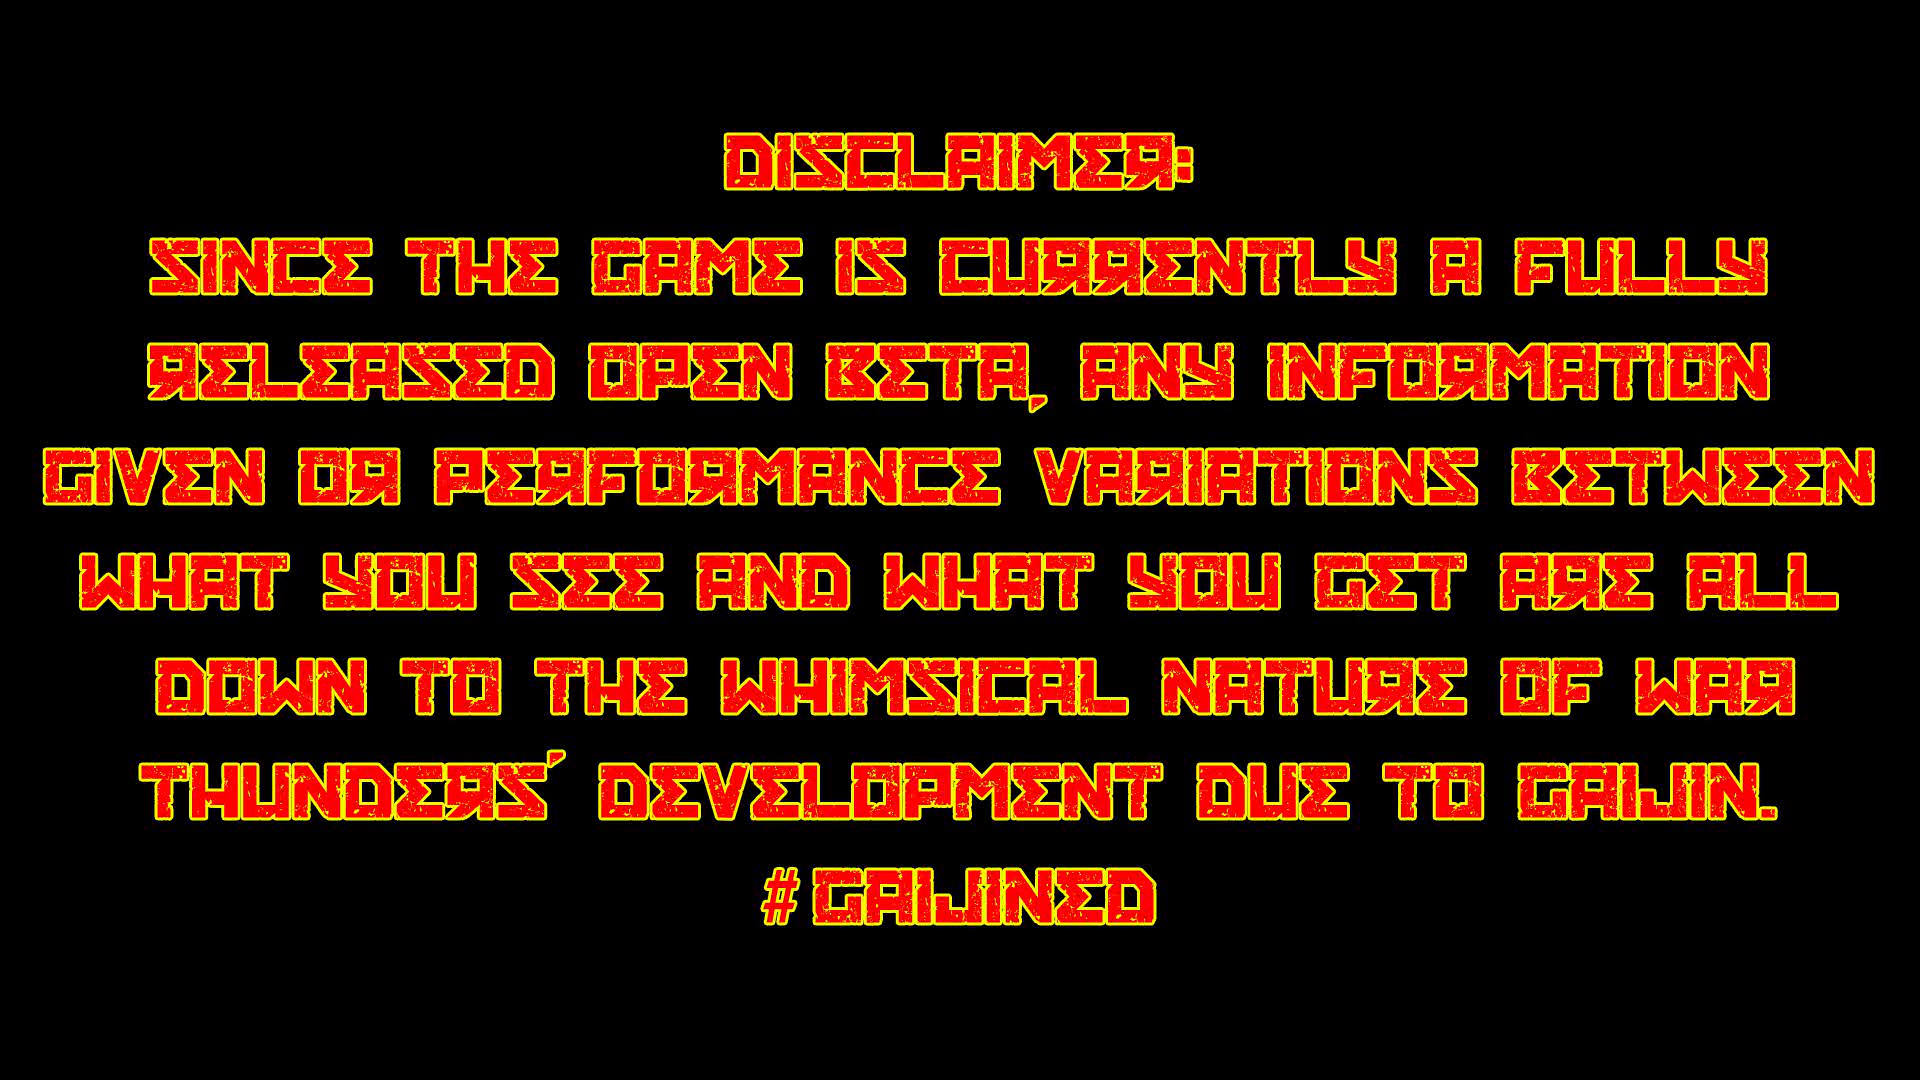 DISCLAIMER:
SINCE THE GAME IS CURRENTLY A FULLY
RELEASED OPEN BETA, ANY INFORMATION
GIVEN OR PERFORMANCE VARIATIONS BETWEEN
WHAT YOU SEE AND WHAT YOU GET ARE ALL
DOWN TO THE WHIMSICAL NATURE OF WAR
THUNDERS' DEVELOPMENT DUE TO GAIJIN.
#GAIJINED